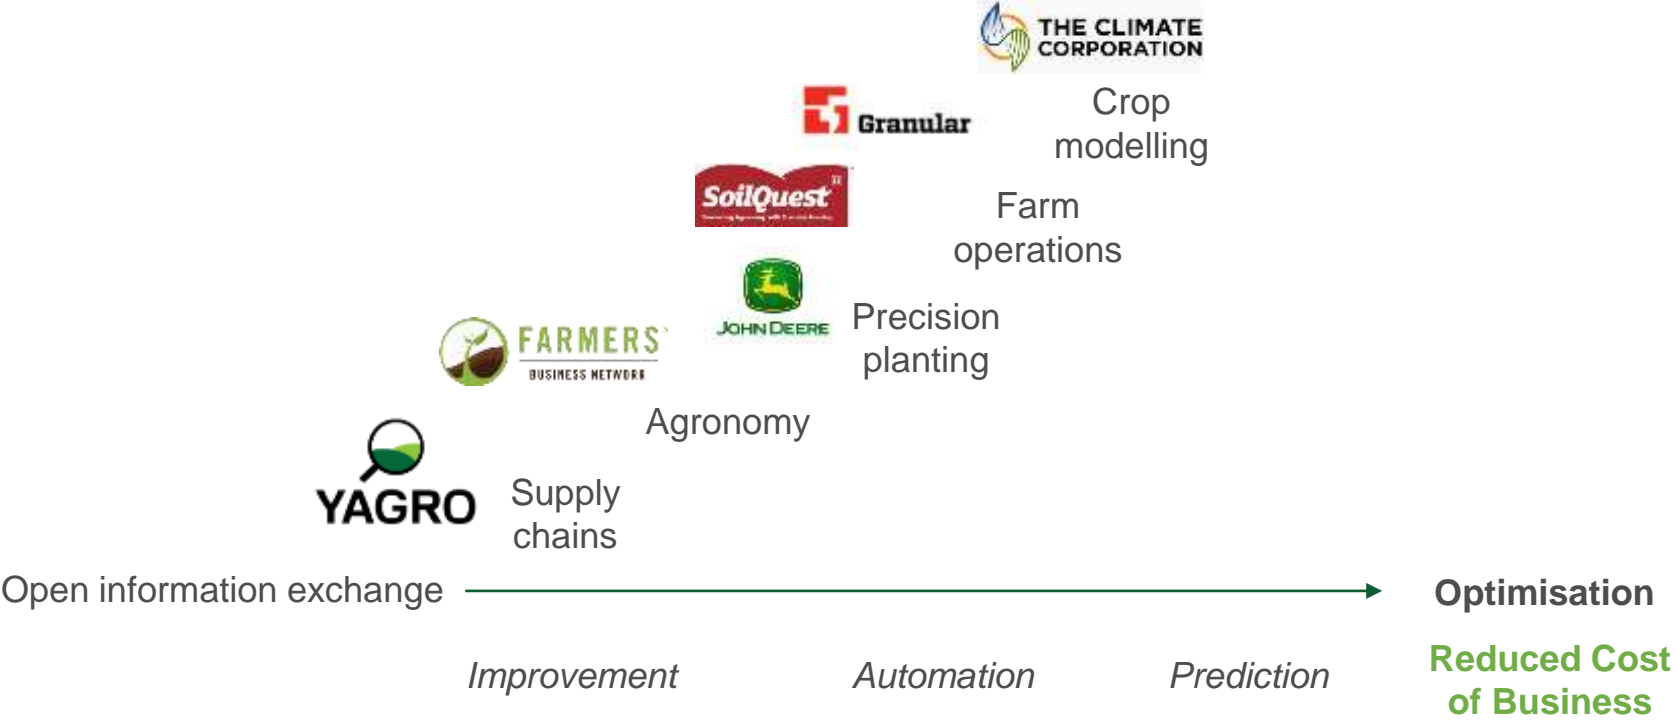 THE CLIMATE
CORPORATION
Crop
modelling
Granular
SoilQuest
Farm
operations
JOHN DEERE
Precision
planting
FARMERS
BUSINESS NETWORK
Agronomy
YAGRO
Supply
chains
Open information exchange
Optimisation
Improvement
Automation
Prediction
Reduced Cost
of Business